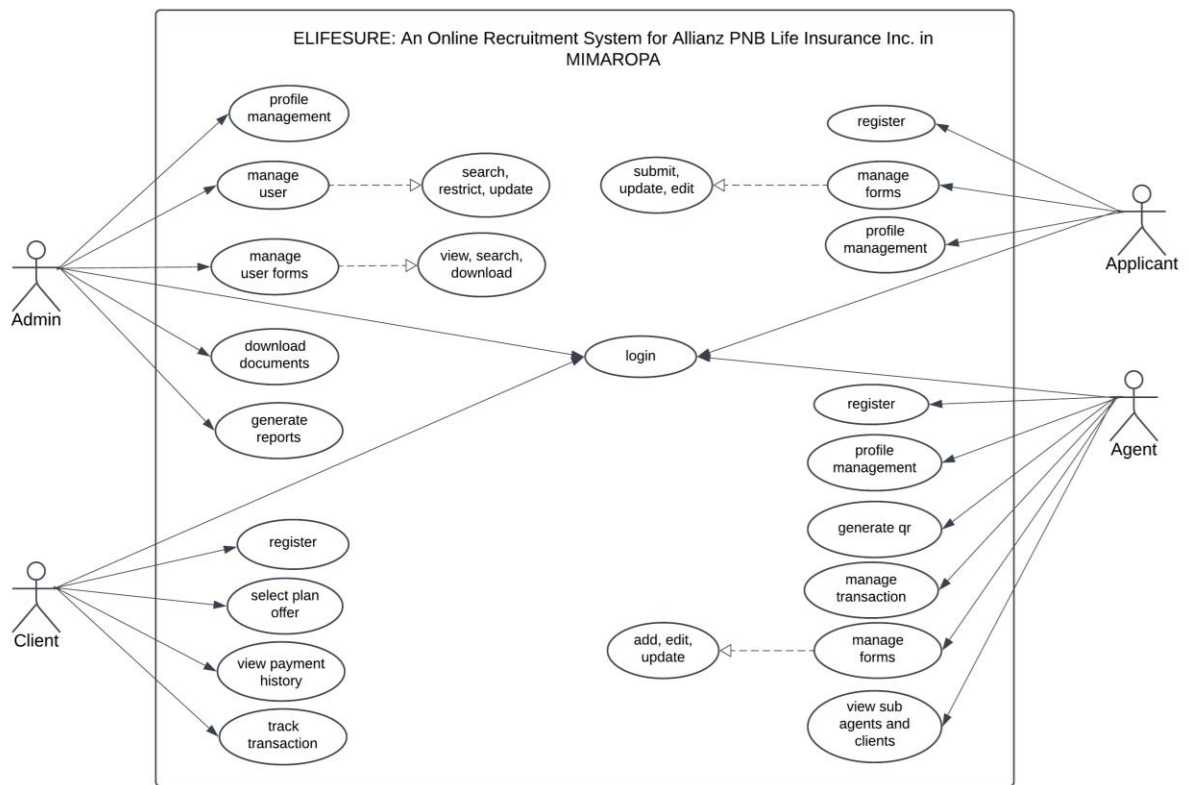 ELIFESURE: An Online Recruitment System for Allianz PNB Life Insurance Inc. in
MIMAROPA
profile
management
manage
user
search,
restrict, update
manage
user forms
view, search,
download
Admin
download
documents
generate
reports
login
register
submit,
update, edit
manage
forms
profile
management
Applicant
register
profile
management
Agent
generate qr
manage
transaction
add, edit,
update
manage
forms
view sub
agents and
clients
register
select plan
offer
Client
view payment
history
track
transaction